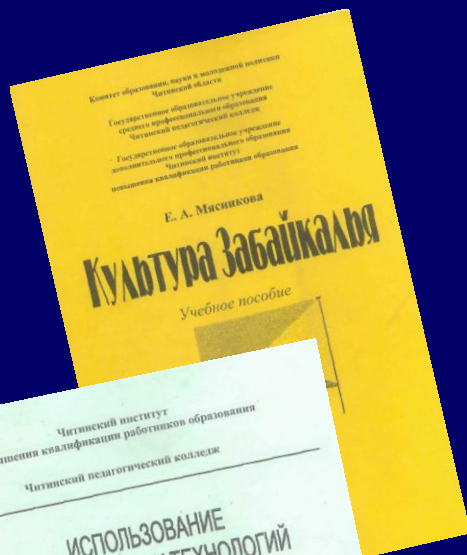 Комитет образования, науки и молодежной политики
Читинской области
Государственное образовательное учреждение
среднего профессионального образования
Читинский педагогический колледж
Государственное образовательное учреждение
дополнительного профессионального образования
Читинский институт
повышения квалификации работников образования
Е. А. Мясникова
Культура Забайкалья
Учебное пособие
Читинский институт
квалификации работников образования
Читинский педагогический колледж
ИСПОЛЬЗОВАНИЕ
ТЕХНОЛОГИЙ